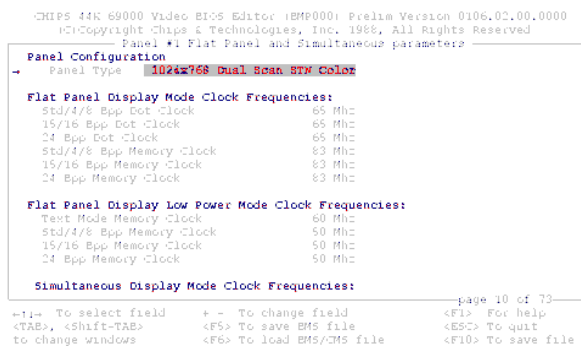 CHIPS 44K 69000 Video BIOS Editor (BMP000) Prelim Version 0106.02.00.0000
(C)Copyright Chips & Technologies, Inc. 1988, All Rights Reserved
Panel #1 Flat Panel and Simultaneous parameters
Panel Configuration
→ Panel Type 1024x768 Dual Scan STN Color
Flat Panel Display Mode Clock Frequencies:
Std/4/8 Bpp Dot Clock 65 Mhz
15/16 Bpp Dot Clock 65 Mhz
24 Bpp Dot Clock 65 Mhz
Std/4/8 Bpp Memory Clock 83 Mhz
15/16 Bpp Memory Clock 83 Mhz
24 Bpp Memory Clock 83 Mhz
Flat Panel Display Low Power Mode Clock Frequencies:
Text Mode Memory Clock 60 Mhz
Std/4/8 Bpp Memory Clock 50 Mhz
15/16 Bpp Memory Clock 50 Mhz
24 Bpp Memory Clock 50 Mhz
Simultaneous Display Mode Clock Frequencies:
page 10 of 73
←↑↓→ To select field + - To change field <F1> For help
<TAB>, <Shift-TAB> <F5> To save BMS file <ESC> To quit
to change windows <F6> To load BMS/CMS file <F10> To save file